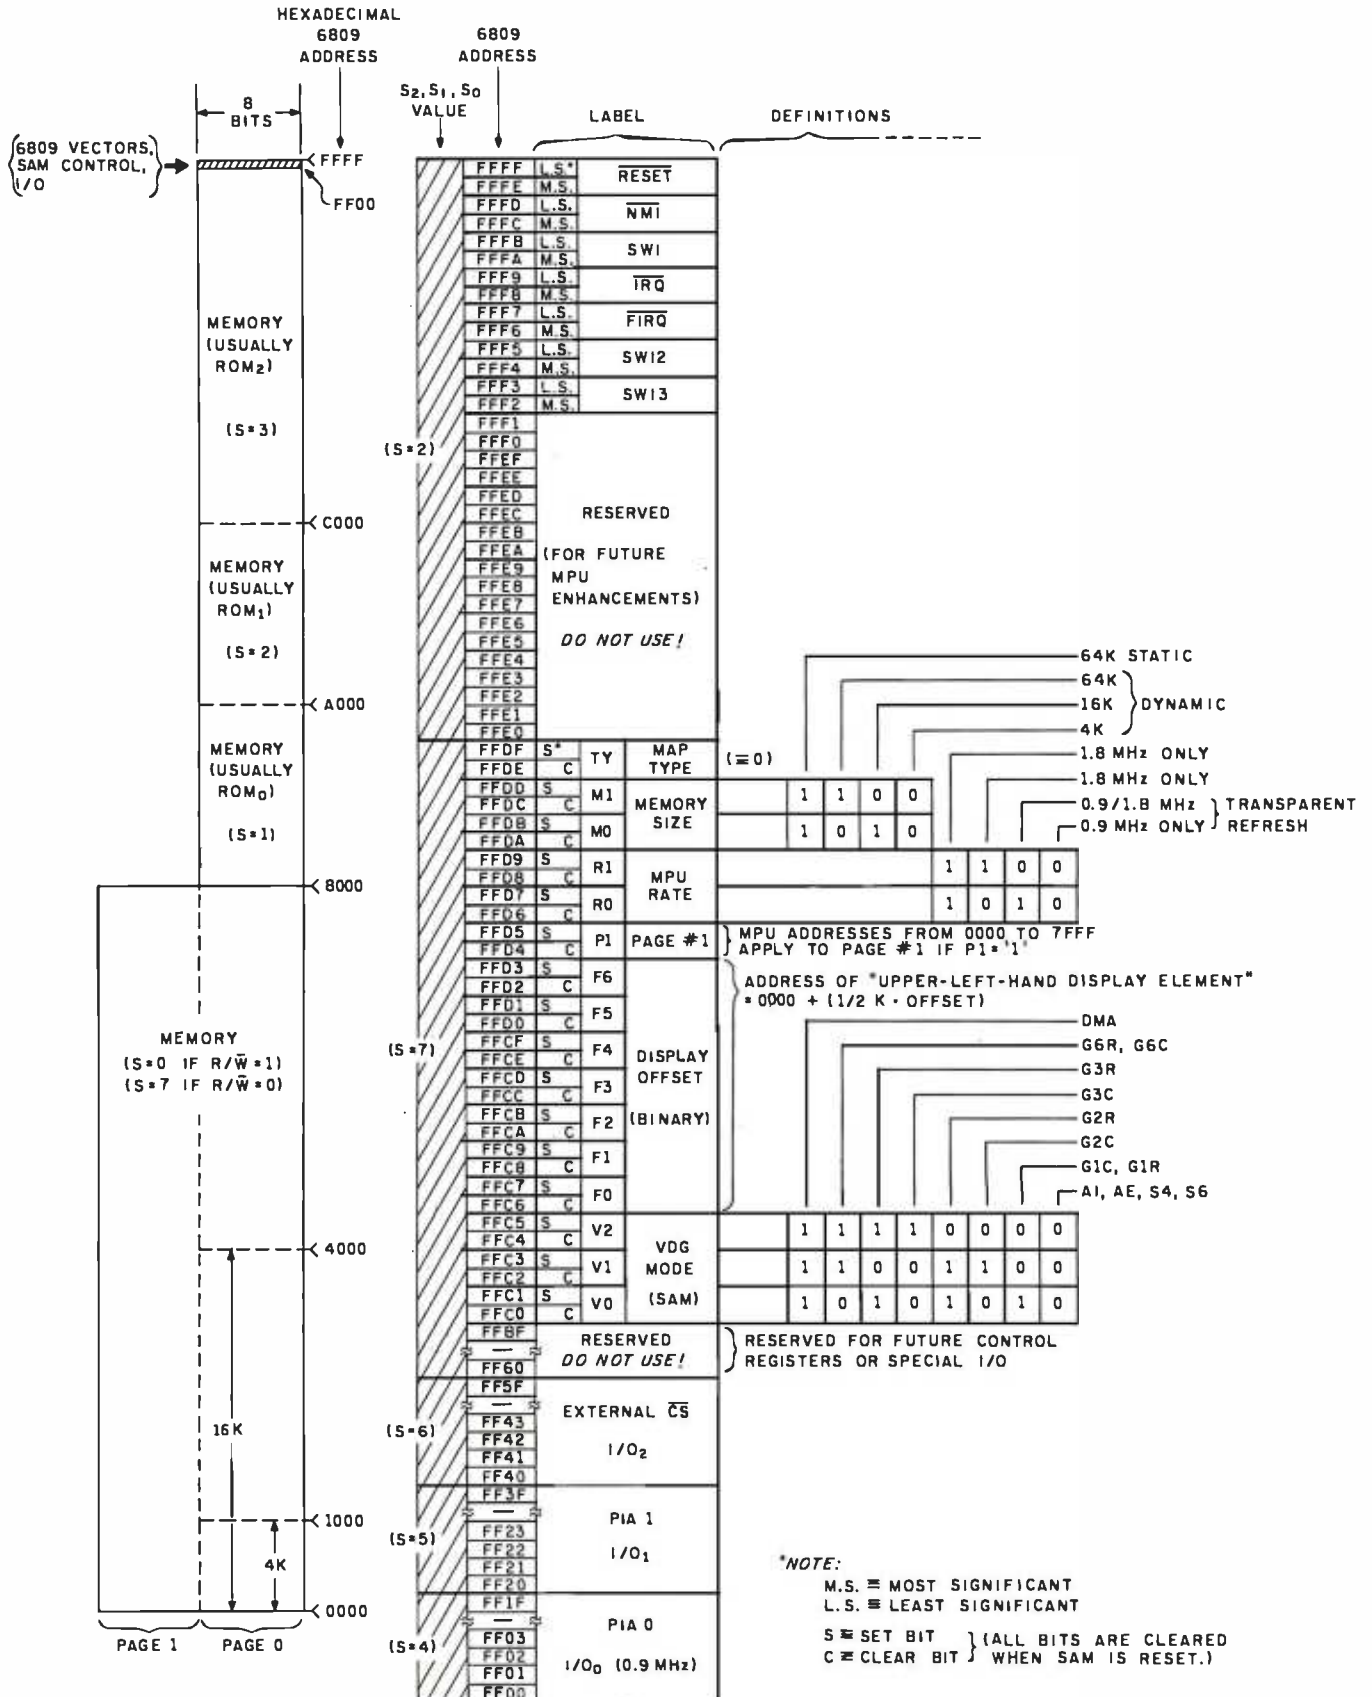 HEXADECIMAL
6809
ADDRESS
8
BITS
{6809 VECTORS,
SAM CONTROL,
I/O}
FFFF
FF00
MEMORY
(USUALLY
ROM2)
(S=3)
C000
MEMORY
(USUALLY
ROM1)
(S=2)
A000
MEMORY
(USUALLY
ROM0)
(S=1)
8000
MEMORY
(S=0 IF R/W̅=1)
(S=7 IF R/W̅=0)
4000
16K
1000
4K
0000
PAGE 1
PAGE 0
S2, S1, S0
VALUE
6809
ADDRESS
LABEL
DEFINITIONS
(S=2)
FFFF L.S.* R̅E̅S̅E̅T̅
FFFE M.S.
FFFD L.S. N̅M̅I̅
FFFC M.S.
FFFB L.S. SWI
FFFA M.S.
FFF9 L.S. I̅R̅Q̅
FFF8 M.S.
FFF7 L.S. F̅I̅R̅Q̅
FFF6 M.S.
FFF5 L.S. SWI2
FFF4 M.S.
FFF3 L.S. SWI3
FFF2 M.S.
FFF1
FFF0
FFEF
FFEE
FFED
FFEC
FFEB
FFEA
FFE9
FFE8
FFE7
FFE6
FFE5
FFE4
FFE3
FFE2
FFE1
FFE0
RESERVED
(FOR FUTURE
MPU
ENHANCEMENTS)
DO NOT USE!
64K STATIC
64K
16K
4K
} DYNAMIC
1.8 MHz ONLY
1.8 MHz ONLY
0.9/1.8 MHz
0.9 MHz ONLY
} TRANSPARENT
REFRESH
(S=7)
FFDF S* TY MAP
FFDE C TYPE
(≡0)
FFDD S M1 MEMORY 1 1 0 0
FFDC C
FFDB S M0 SIZE 1 0 1 0
FFDA C
FFD9 S R1 MPU 1 1 0 0
FFD8 C
FFD7 S R0 RATE 1 0 1 0
FFD6 C
FFD5 S P1 PAGE #1
FFD4 C
MPU ADDRESSES FROM 0000 TO 7FFF
APPLY TO PAGE #1 IF P1='1'
FFD3 S F6
FFD2 C
FFD1 S F5
FFD0 C
FFCF S F4
FFCE C
FFCD S F3
FFCC C
FFCB S F2
FFCA C
FFC9 S F1
FFC8 C
FFC7 S F0
FFC6 C
DISPLAY
OFFSET
(BINARY)
ADDRESS OF "UPPER-LEFT-HAND DISPLAY ELEMENT"
= 0000 + (1/2 K · OFFSET)
DMA
G6R, G6C
G3R
G3C
G2R
G2C
G1C, G1R
AI, AE, S4, S6
FFC5 S V2 1 1 1 1 0 0 0 0
FFC4 C
FFC3 S V1 1 1 0 0 1 1 0 0
FFC2 C
FFC1 S V0 1 0 1 0 1 0 1 0
FFC0 C
VDG
MODE
(SAM)
FFBF
—
FF60
RESERVED
DO NOT USE!
RESERVED FOR FUTURE CONTROL
REGISTERS OR SPECIAL I/O
(S=6)
FF5F
—
FF43
FF42
FF41
FF40
EXTERNAL C̅S̅
I/O2
(S=5)
FF3F
—
FF23
FF22
FF21
FF20
PIA 1
I/O1
(S=4)
FF1F
—
FF03
FF02
FF01
FF00
PIA 0
I/O0 (0.9 MHz)
*NOTE:
M.S. ≡ MOST SIGNIFICANT
L.S. ≡ LEAST SIGNIFICANT
S ≡ SET BIT
C ≡ CLEAR BIT
} (ALL BITS ARE CLEARED
WHEN SAM IS RESET.)